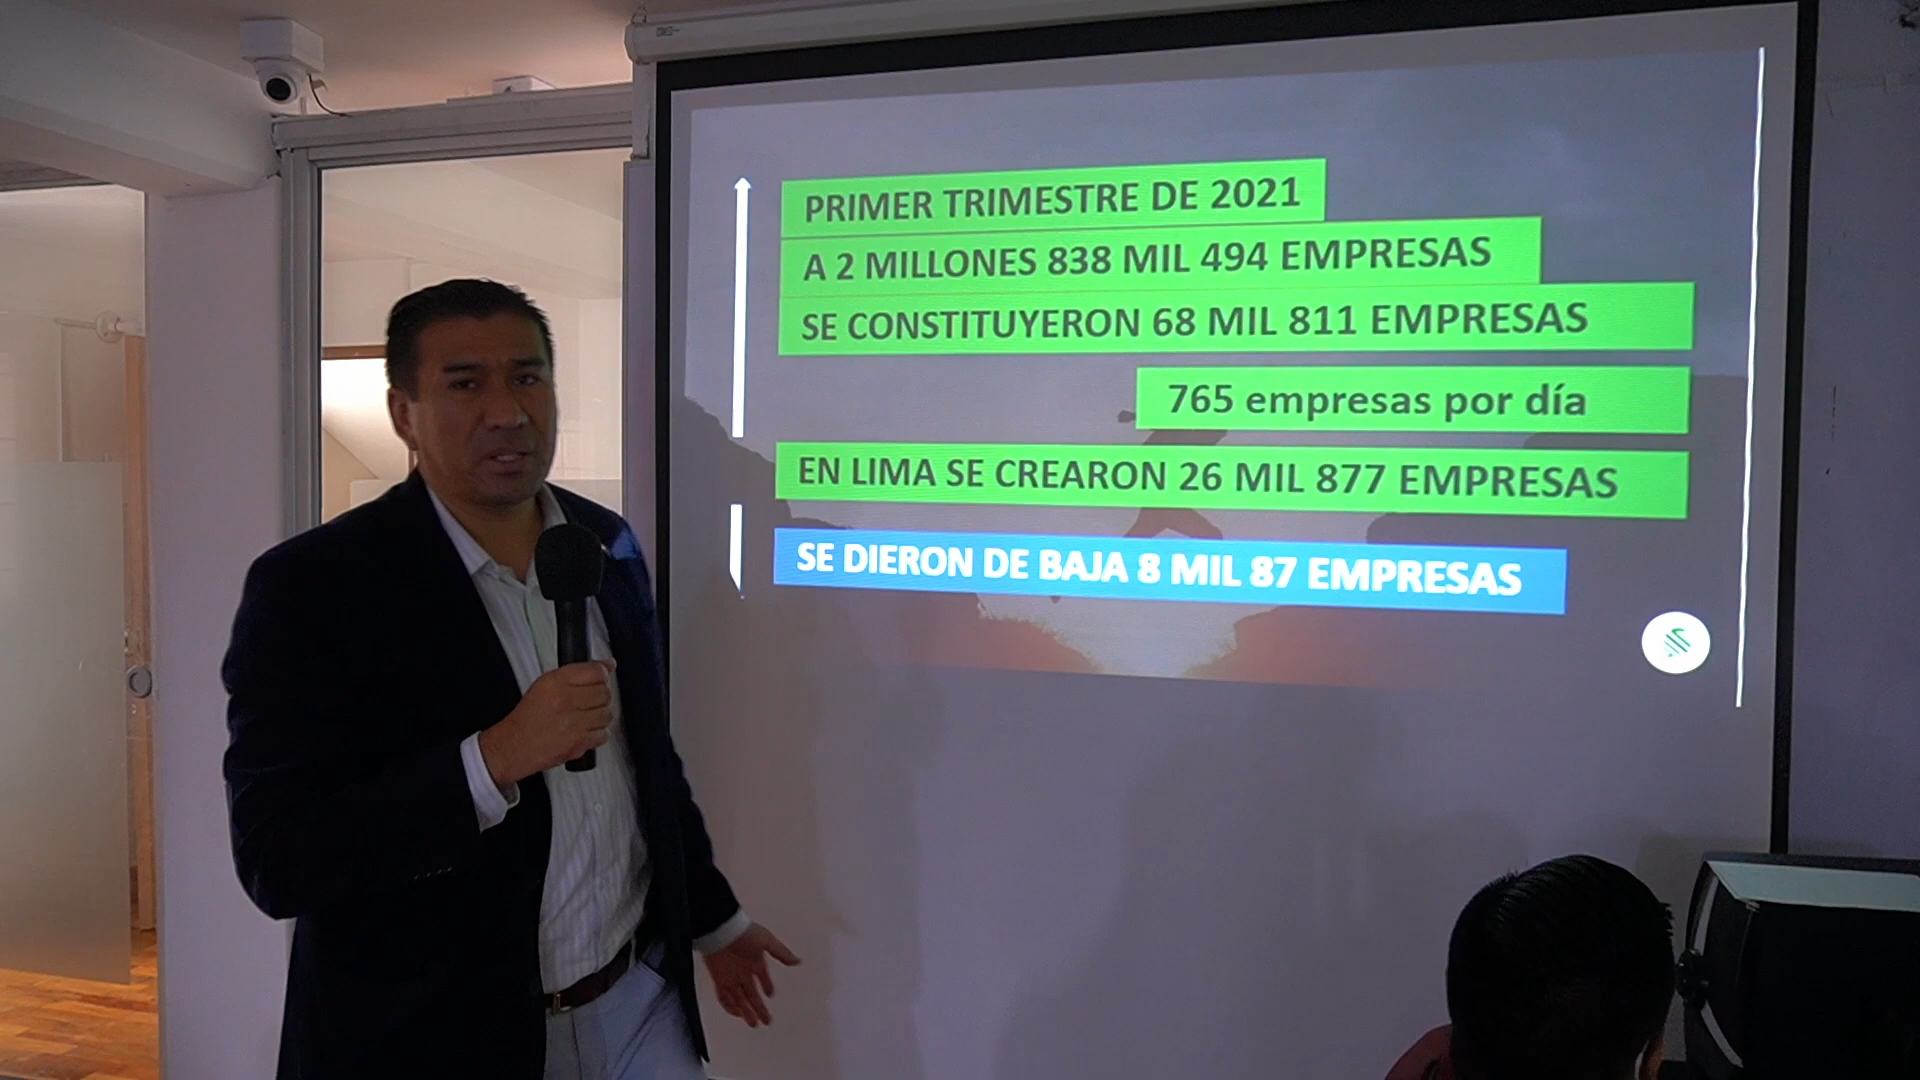 PRIMER TRIMESTRE DE 2021
A 2 MILLONES 838 MIL 494 EMPRESAS
SE CONSTITUYERON 68 MIL 811 EMPRESAS
765 empresas por día
EN LIMA SE CREARON 26 MIL 877 EMPRESAS
SE DIERON DE BAJA 8 MIL 87 EMPRESAS